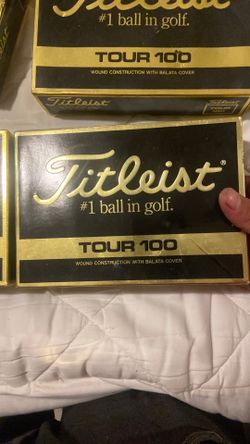 #1 ball in golf.
TOUR 100
WOUND CONSTRUCTION WITH BALATA COVER
Titleist
TOUR
Titleist®
#1 ball in golf.
TOUR 100
WOUND CONSTRUCTION WITH BALATA COVER